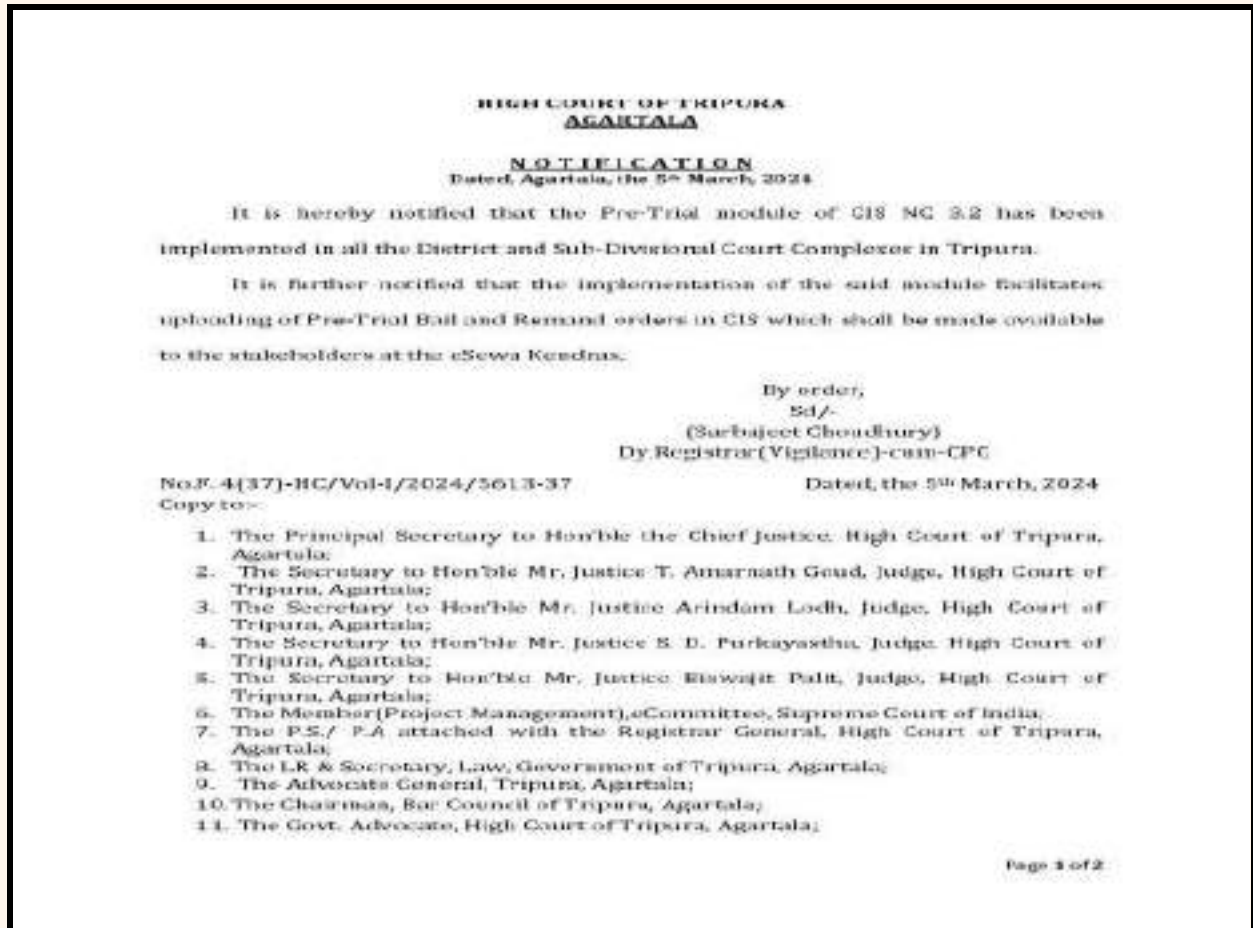 HIGH COURT OF TRIPURA
AGARTALA
NOTIFICATION
Dated, Agartala, the 5th March, 2024
It is hereby notified that the Pre-Trial module of CIS NC 3.2 has been
implemented in all the District and Sub-Divisional Court Complexes in Tripura.
It is further notified that the implementation of the said module facilitates
uploading of Pre-Trial Bail and Remand orders in CIS which shall be made available
to the stakeholders at the eSewa Kendras.
By order,
Sd/-
(Sarbajeet Choudhury)
Dy.Registrar(Vigilance)-cum-CPC
No.F. 4(37)-HC/Vol-I/2024/5613-37 Dated, the 5th March, 2024
Copy to:-
1. The Principal Secretary to Hon'ble the Chief Justice, High Court of Tripura,
Agartala;
2. The Secretary to Hon'ble Mr. Justice T. Amarnath Goud, Judge, High Court of
Tripura, Agartala;
3. The Secretary to Hon'ble Mr. Justice Arindam Lodh, Judge, High Court of
Tripura, Agartala;
4. The Secretary to Hon'ble Mr. Justice S. D. Purkayastha, Judge, High Court of
Tripura, Agartala;
5. The Secretary to Hon'ble Mr. Justice Biswajit Palit, Judge, High Court of
Tripura, Agartala;
6. The Member(Project Management),eCommittee, Supreme Court of India;
7. The P.S./ P.A attached with the Registrar General, High Court of Tripura,
Agartala;
8. The LR & Secretary, Law, Government of Tripura, Agartala;
9. The Advocate General, Tripura, Agartala;
10. The Chairman, Bar Council of Tripura, Agartala;
11. The Govt. Advocate, High Court of Tripura, Agartala;
Page 1 of 2